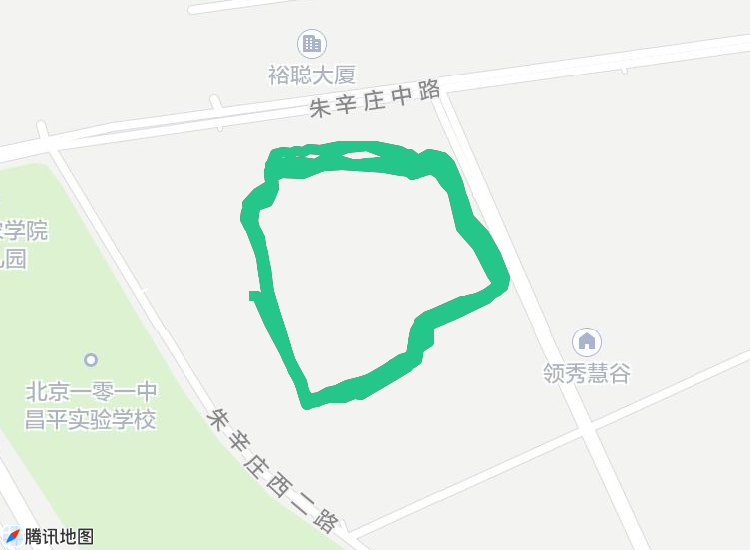 裕聪大厦
朱辛庄中路
学院
园
领秀慧谷
北京一零一中
昌平实验学校
朱辛庄西二路
腾讯地图